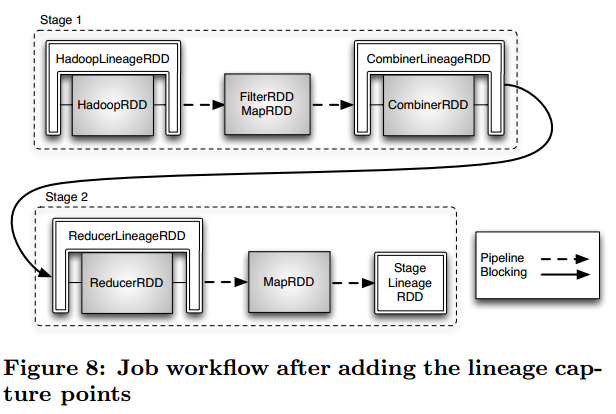 Stage 1
HadoopLineageRDD
CombinerLineageRDD
HadoopRDD
FilterRDD
MapRDD
CombinerRDD
Stage 2
ReducerLineageRDD
ReducerRDD
MapRDD
Stage
Lineage
RDD
Pipeline
Blocking
Figure 8: Job workflow after adding the lineage cap-
ture points